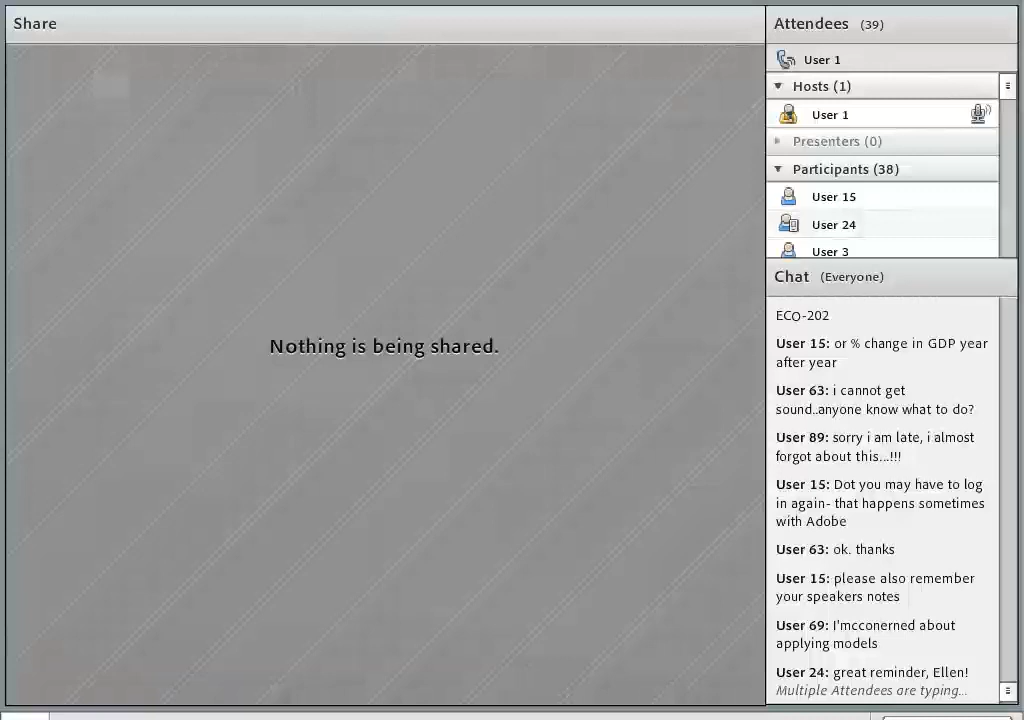 Share
Nothing is being shared.
Attendees (39)
User 1
Hosts (1)
User 1
Presenters (0)
Participants (38)
User 15
User 24
User 3
Chat (Everyone)
ECO-202
User 15: or % change in GDP year
after year
User 63: i cannot get
sound..anyone know what to do?
User 89: sorry i am late, i almost
forgot about this...!!!
User 15: Dot you may have to log
in again- that happens sometimes
with Adobe
User 63: ok. thanks
User 15: please also remember
your speakers notes
User 69: I'mcconerned about
applying models
User 24: great reminder, Ellen!
Multiple Attendees are typing...